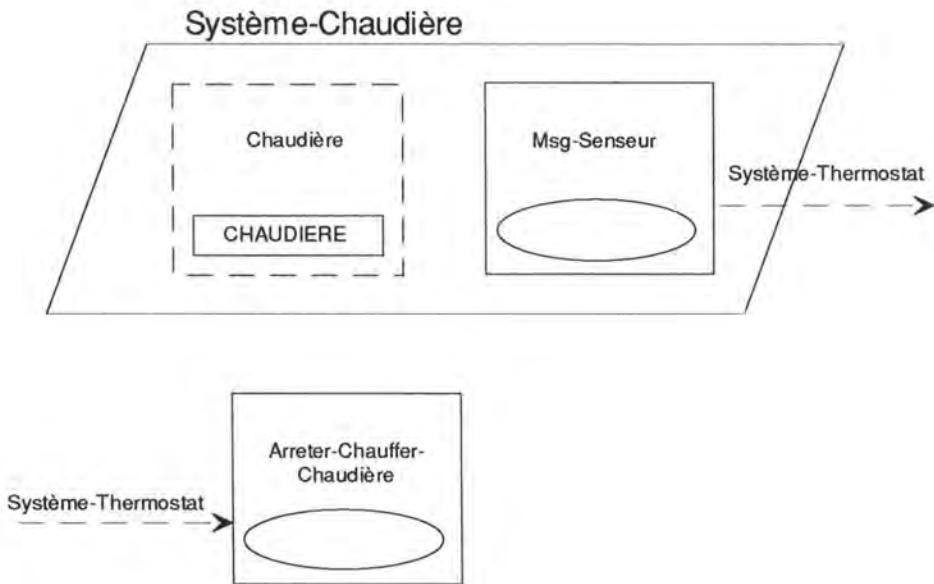 Système-Chaudière
Chaudière
Msg-Senseur
Système-Thermostat
CHAUDIERE
Arreter-Chauffer-
Chaudière
Système-Thermostat